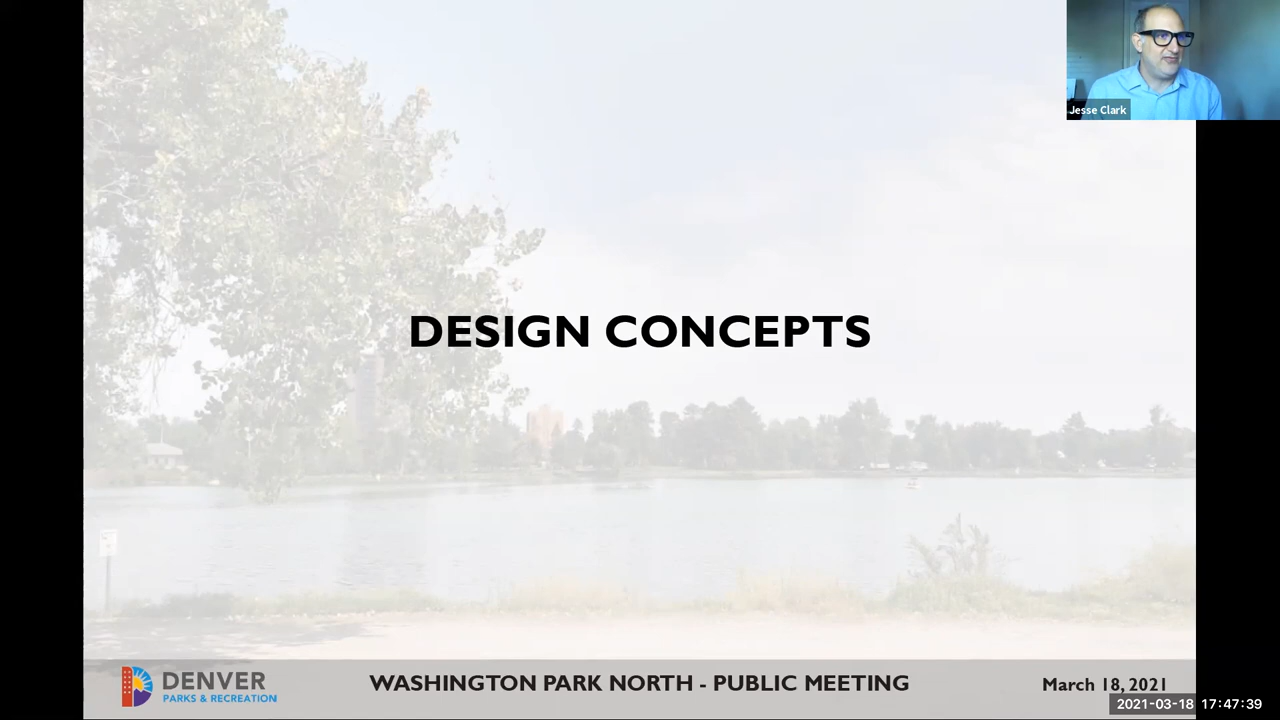 Jesse Clark
DESIGN CONCEPTS
DENVER
PARKS & RECREATION
WASHINGTON PARK NORTH - PUBLIC MEETING
March 18, 2021
2021-03-18 17:47:39